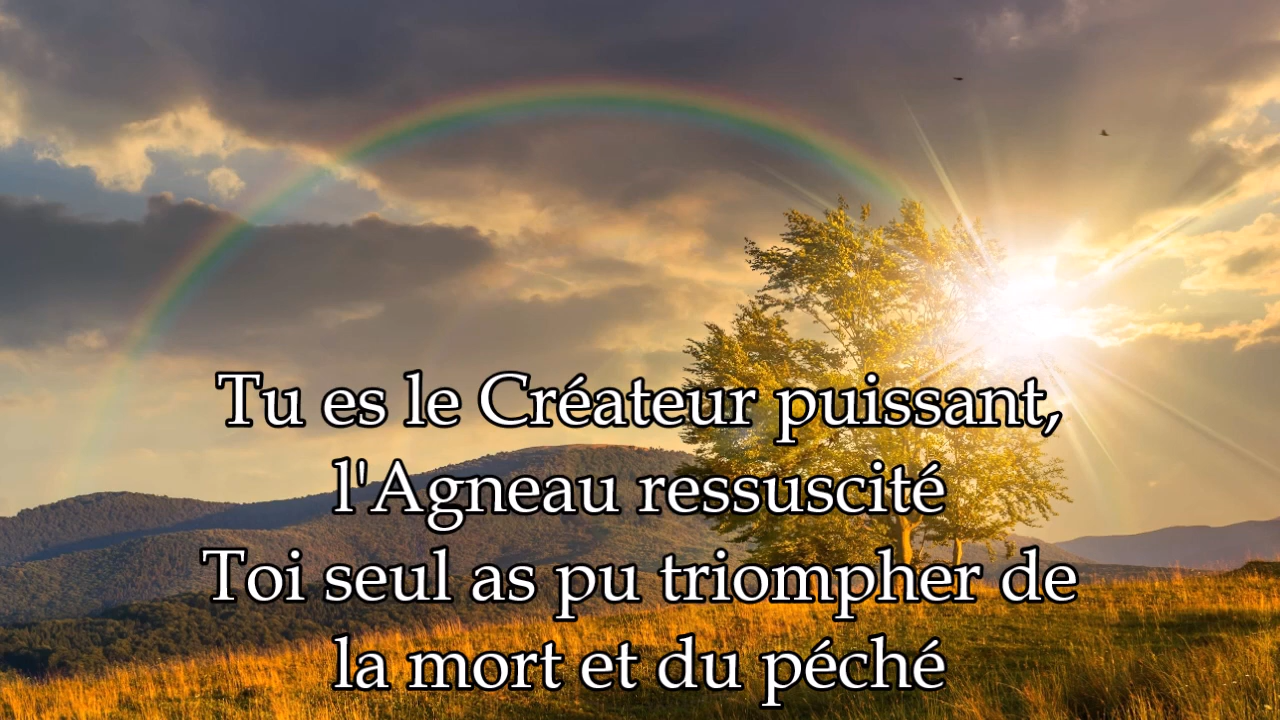 Tu es le Créateur puissant,
l'Agneau ressuscité
Toi seul as pu triompher de
la mort et du péché